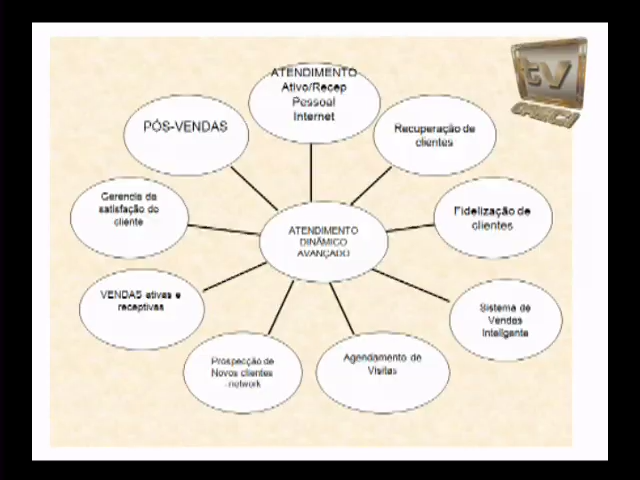 ATENDIMENTO
Ativo/Recep
Pessoal
Internet
PÓS-VENDAS
Recuperação de
clientes
Gerencia da
satisfação do
cliente
ATENDIMENTO
DINÂMICO
AVANÇADO
Fidelização de
clientes
VENDAS ativas e
receptivas
Sistema de
Vendas
Inteligante
Prospecção de
Novos clientes
-network
Agendamento de
Visitas
tv